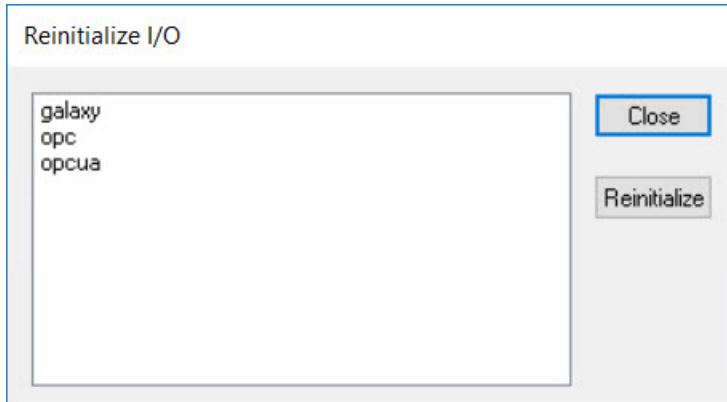 Reinitialize I/O
galaxy
opc
opcua
Close
Reinitialize